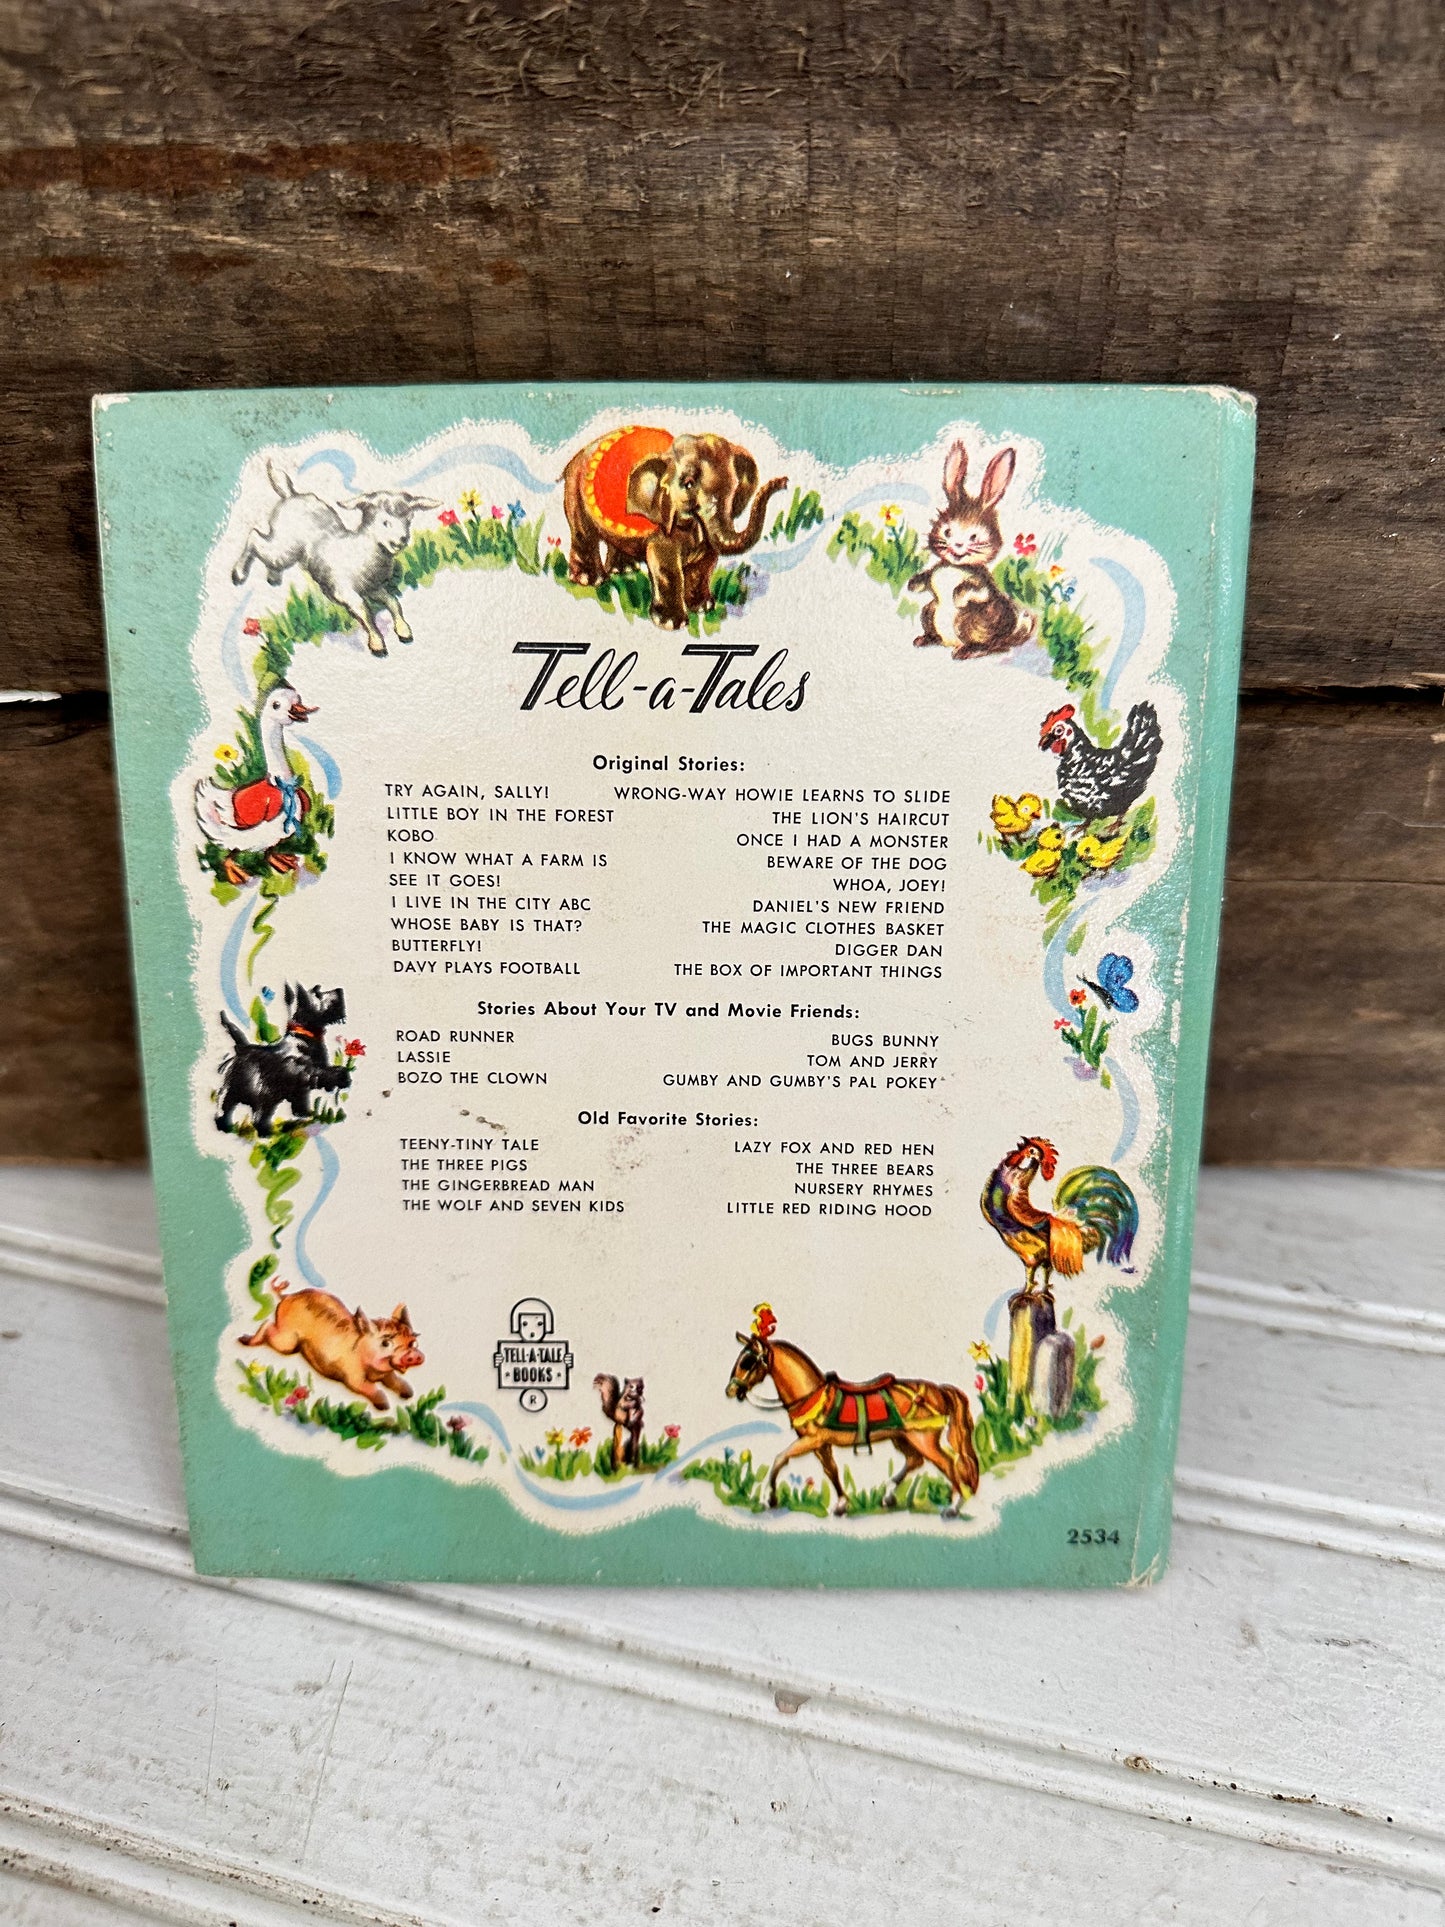 Tell-a-Tales
Original Stories:
TRY AGAIN, SALLY!
LITTLE BOY IN THE FOREST
KOBO
I KNOW WHAT A FARM IS
SEE IT GOES!
I LIVE IN THE CITY ABC
WHOSE BABY IS THAT?
BUTTERFLY!
DAVY PLAYS FOOTBALL
WRONG-WAY HOWIE LEARNS TO SLIDE
THE LION'S HAIRCUT
ONCE I HAD A MONSTER
BEWARE OF THE DOG
WHOA, JOEY!
DANIEL'S NEW FRIEND
THE MAGIC CLOTHES BASKET
DIGGER DAN
THE BOX OF IMPORTANT THINGS
Stories About Your TV and Movie Friends:
ROAD RUNNER
LASSIE
BOZO THE CLOWN
BUGS BUNNY
TOM AND JERRY
GUMBY AND GUMBY'S PAL POKEY
Old Favorite Stories:
TEENY-TINY TALE
THE THREE PIGS
THE GINGERBREAD MAN
THE WOLF AND SEVEN KIDS
LAZY FOX AND RED HEN
THE THREE BEARS
NURSERY RHYMES
LITTLE RED RIDING HOOD
TELL-A-TALE
• BOOKS •
®
2534